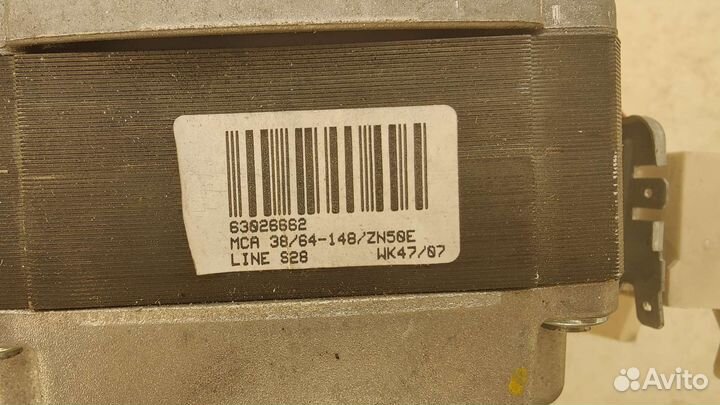 63026662
MCA 38/64-148/ZN50E
LINE S28 WK47/07
Avito